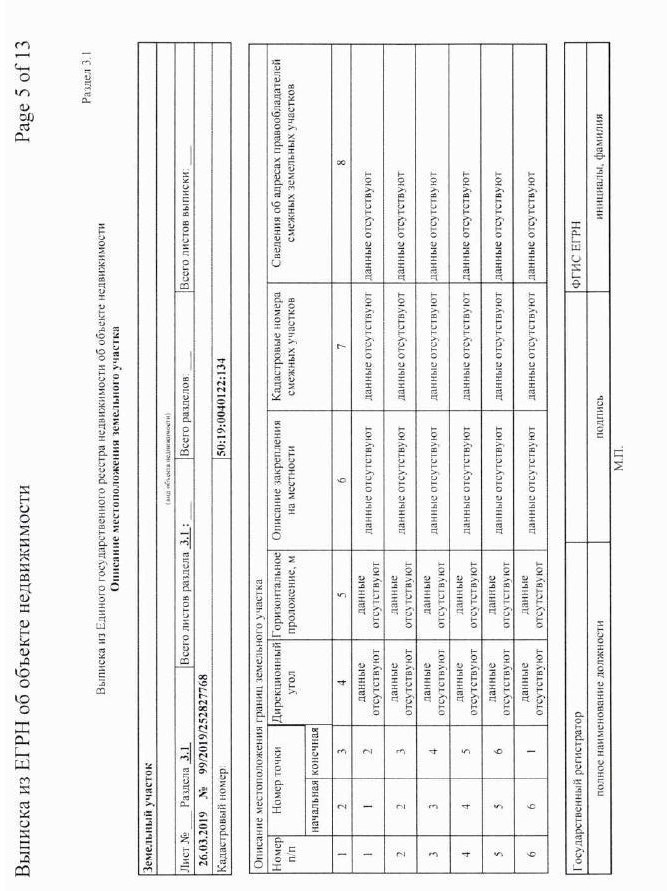 Выписка из ЕГРН об объекте недвижимости Page 5 of 13
Раздел 3.1
Выписка из Единого государственного реестра недвижимости об объекте недвижимости
Описание местоположения земельного участка
Земельный участок
(вид объекта недвижимости)
Лист № ___ Раздела 3.1 Всего листов раздела 3.1 : ___ Всего разделов: ___ Всего листов выписки: ___
26.03.2019 № 99/2019/252827768
Кадастровый номер: 50:19:0040122:134
Описание местоположения границ земельного участка
Номер п/п Номер точки Дирекционный угол Горизонтальное проложение, м Описание закрепления на местности Кадастровые номера смежных участков Сведения об адресах правообладателей смежных земельных участков
начальная конечная
1 2 3 4 5 6 7 8
1 1 2 данные отсутствуют данные отсутствуют данные отсутствуют данные отсутствуют данные отсутствуют
2 2 3 данные отсутствуют данные отсутствуют данные отсутствуют данные отсутствуют данные отсутствуют
3 3 4 данные отсутствуют данные отсутствуют данные отсутствуют данные отсутствуют данные отсутствуют
4 4 5 данные отсутствуют данные отсутствуют данные отсутствуют данные отсутствуют данные отсутствуют
5 5 6 данные отсутствуют данные отсутствуют данные отсутствуют данные отсутствуют данные отсутствуют
6 6 1 данные отсутствуют данные отсутствуют данные отсутствуют данные отсутствуют данные отсутствуют
Государственный регистратор ФГИС ЕГРН
полное наименование должности подпись инициалы, фамилия
М.П.